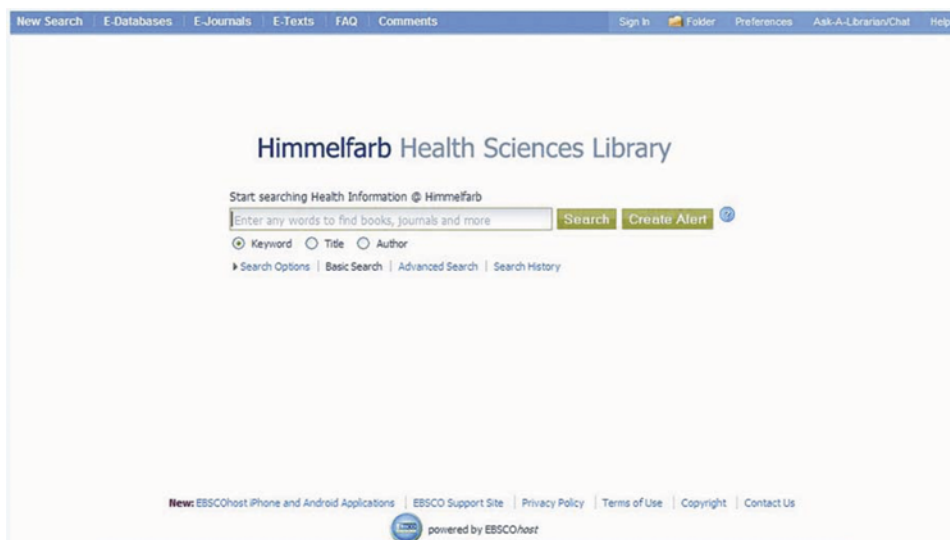 New Search E-Databases E-Journals E-Texts FAQ Comments Sign In Folder Preferences Ask-A-Librarian/Chat Help
Himmelfarb Health Sciences Library
Start searching Health Information @ Himmelfarb
Enter any words to find books, journals and more Search Create Alert ?
Keyword Title Author
Search Options Basic Search Advanced Search Search History
New: EBSCOhost iPhone and Android Applications EBSCO Support Site Privacy Policy Terms of Use Copyright Contact Us
powered by EBSCOhost